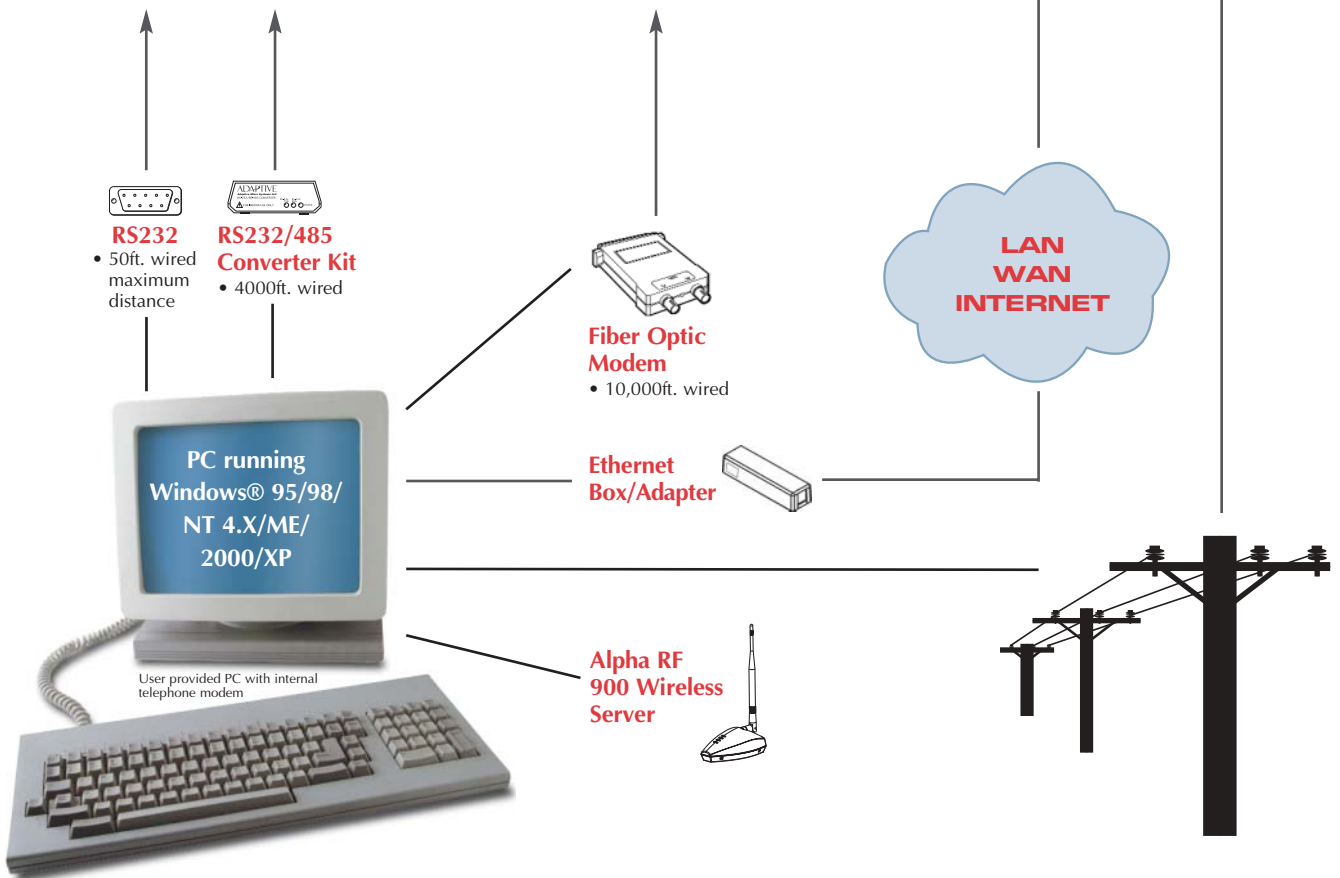 ADAPTIVE
RS232
• 50ft. wired
maximum
distance
RS232/485
Converter Kit
• 4000ft. wired
Fiber Optic
Modem
• 10,000ft. wired
LAN
WAN
INTERNET
PC running
Windows® 95/98/
NT 4.X/ME/
2000/XP
Ethernet
Box/Adapter
User provided PC with internal
telephone modem
Alpha RF
900 Wireless
Server